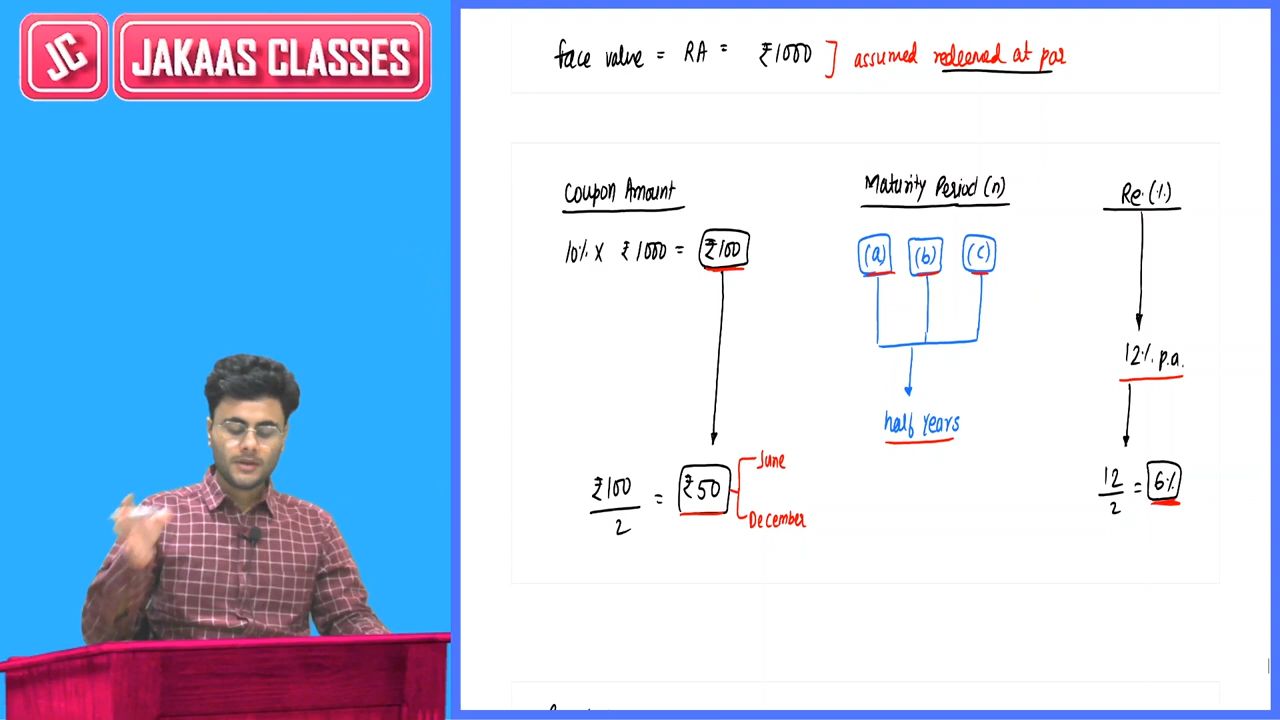 JC JAKAAS CLASSES
face value = RA = ₹1000 ] assumed redeemed at par
Coupon Amount
10% × ₹1000 = ₹100
₹100/2 = ₹50
June
December
Maturity Period (n)
(a) (b) (c)
half years
Re. (%)
12% p.a.
12/2 = 6%